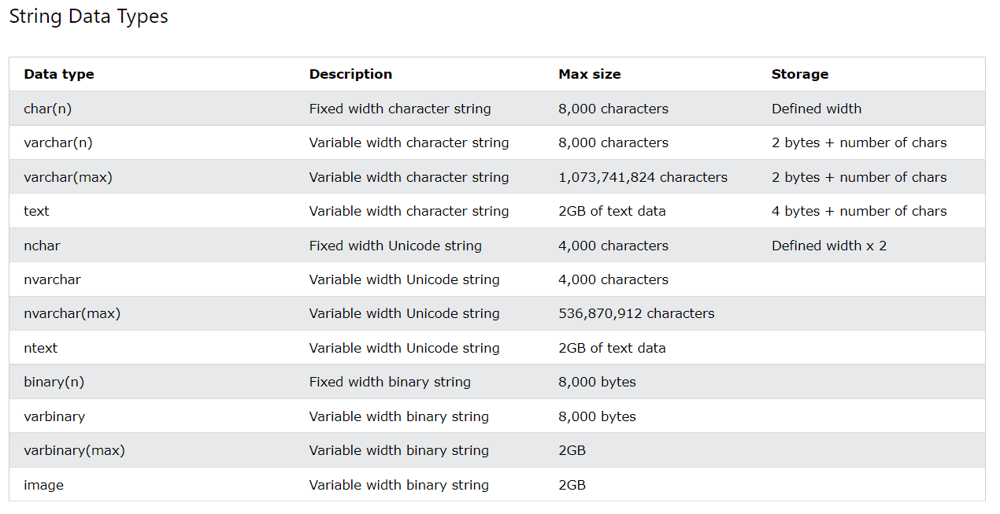 String Data Types
Data type Description Max size Storage
char(n) Fixed width character string 8,000 characters Defined width
varchar(n) Variable width character string 8,000 characters 2 bytes + number of chars
varchar(max) Variable width character string 1,073,741,824 characters 2 bytes + number of chars
text Variable width character string 2GB of text data 4 bytes + number of chars
nchar Fixed width Unicode string 4,000 characters Defined width x 2
nvarchar Variable width Unicode string 4,000 characters
nvarchar(max) Variable width Unicode string 536,870,912 characters
ntext Variable width Unicode string 2GB of text data
binary(n) Fixed width binary string 8,000 bytes
varbinary Variable width binary string 8,000 bytes
varbinary(max) Variable width binary string 2GB
image Variable width binary string 2GB